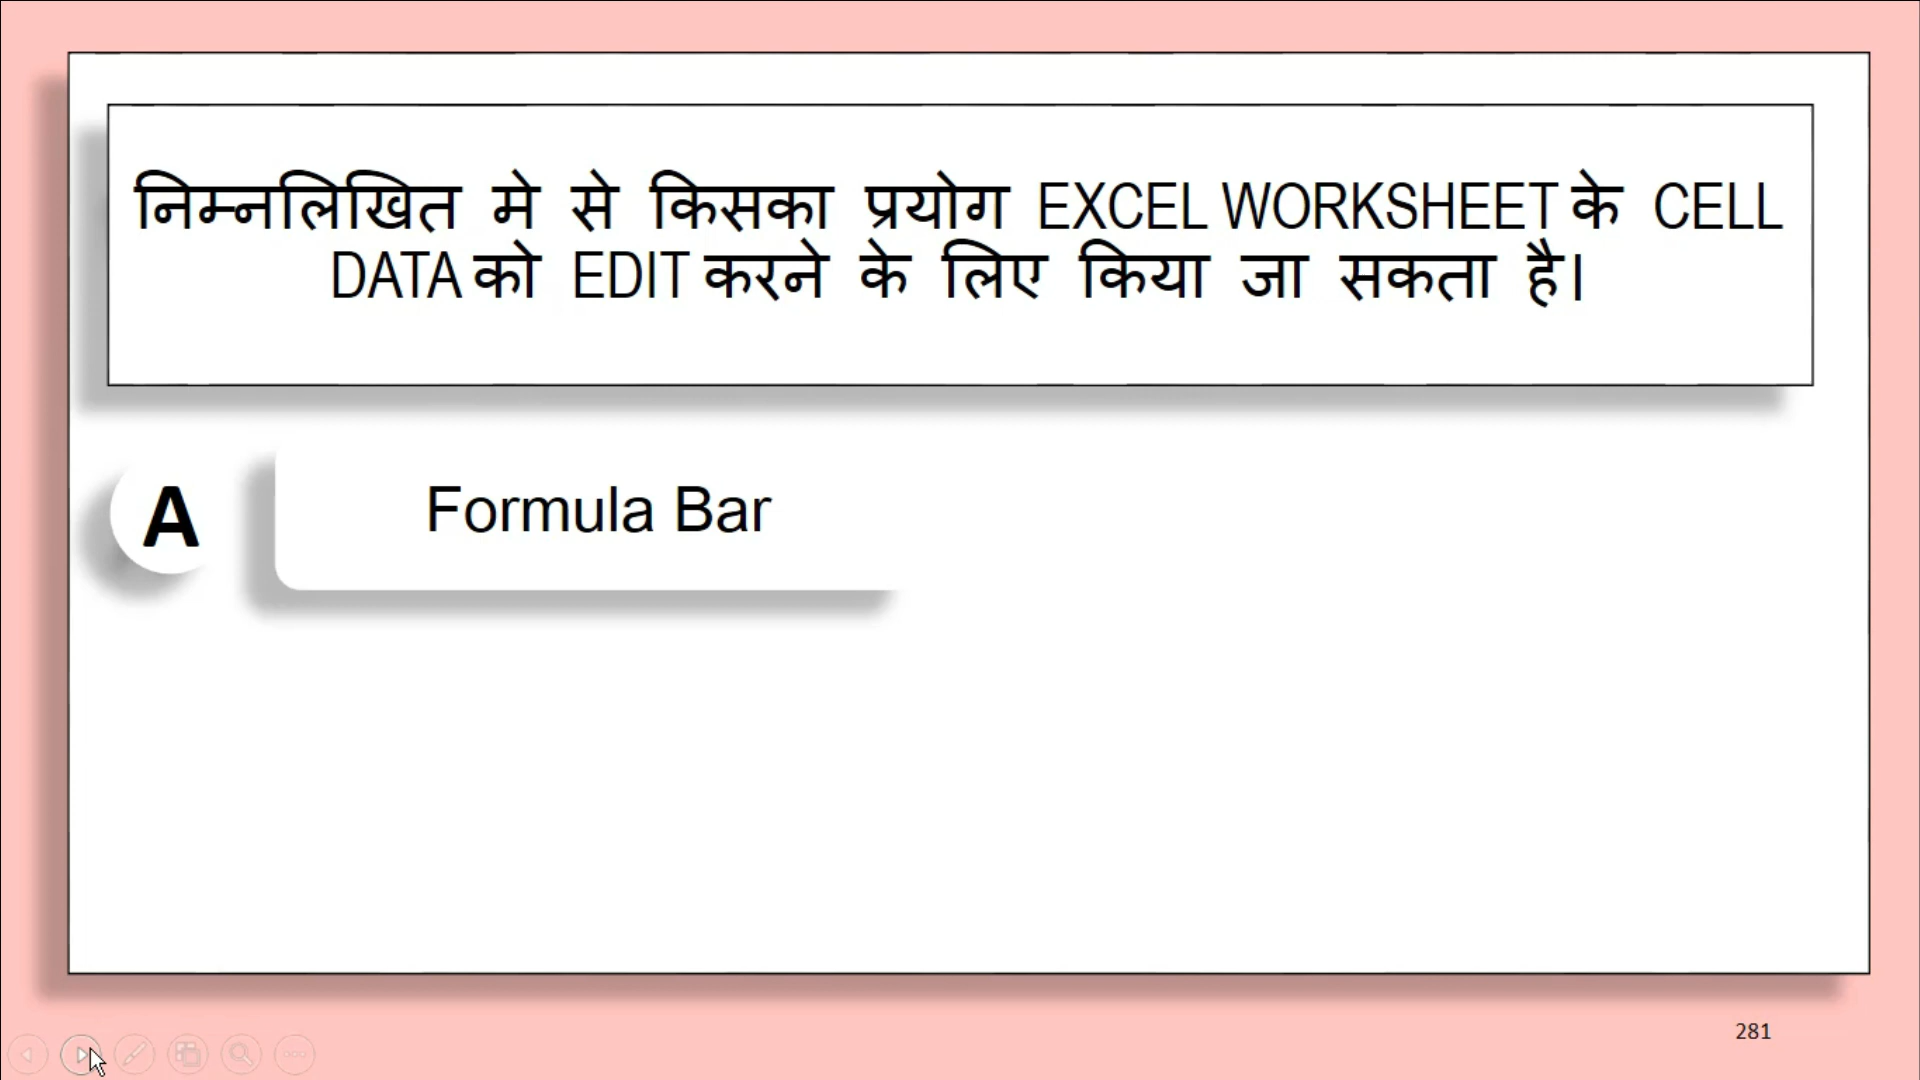 निम्नलिखित मे से किसका प्रयोग EXCEL WORKSHEET के CELL
DATA को EDIT करने के लिए किया जा सकता है।
A
Formula Bar
281